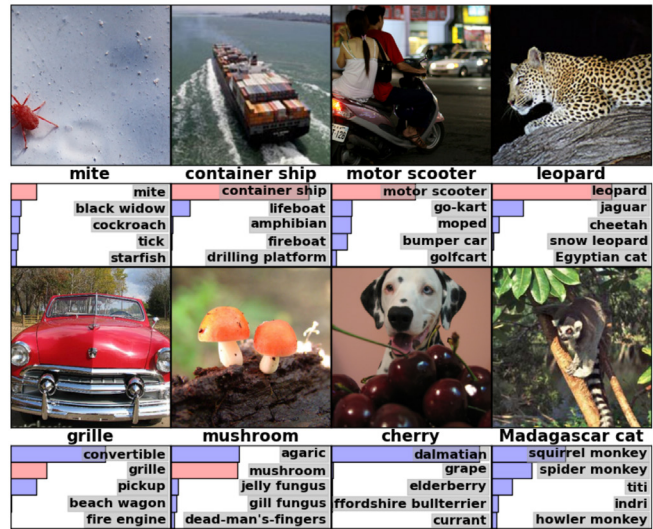 mite
container ship
motor scooter
leopard
mite
black widow
cockroach
tick
starfish
container ship
lifeboat
amphibian
fireboat
drilling platform
motor scooter
go-kart
moped
bumper car
golfcart
leopard
jaguar
cheetah
snow leopard
Egyptian cat
grille
mushroom
cherry
Madagascar cat
convertible
grille
pickup
beach wagon
fire engine
agaric
mushroom
jelly fungus
gill fungus
dead-man's-fingers
dalmatian
grape
elderberry
ffordshire bullterrier
currant
squirrel monkey
spider monkey
titi
indri
howler monkey